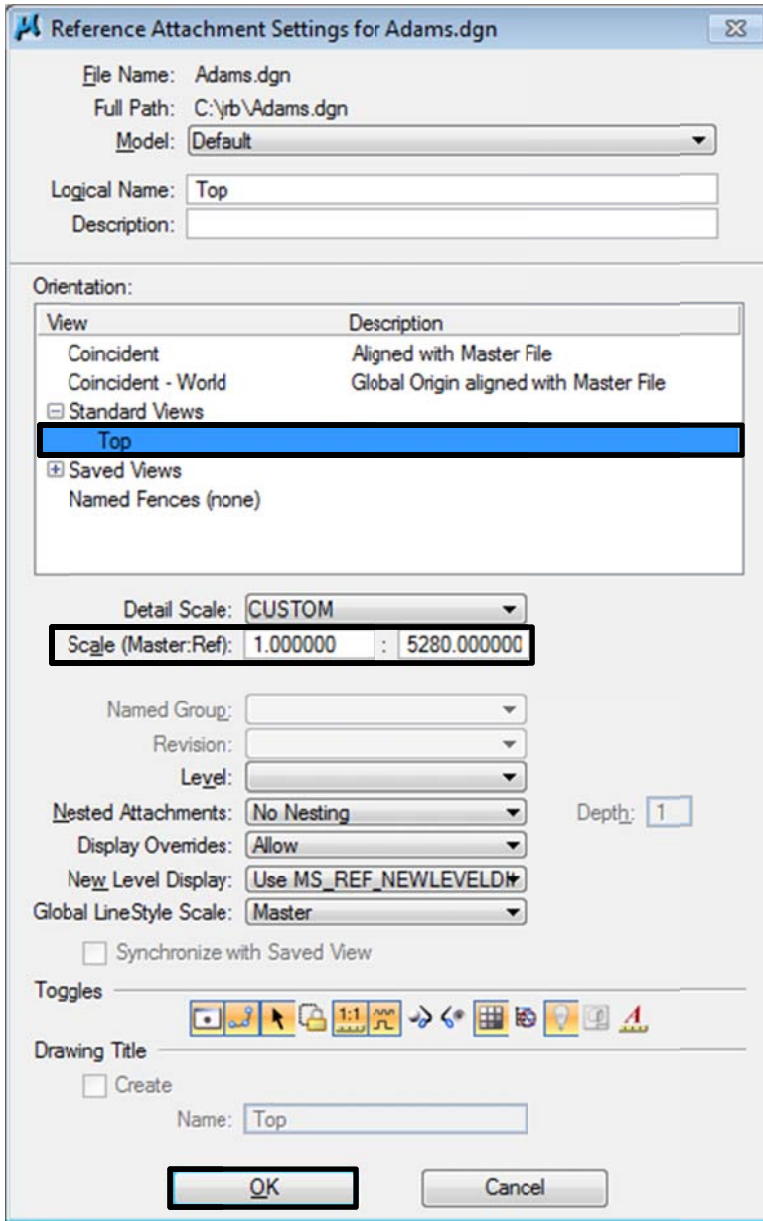 Reference Attachment Settings for Adams.dgn
File Name: Adams.dgn
Full Path: C:\rb\Adams.dgn
Model: Default
Logical Name: Top
Description:
Orientation:
View Description
Coincident Aligned with Master File
Coincident - World Global Origin aligned with Master File
Standard Views
Top
Saved Views
Named Fences (none)
Detail Scale: CUSTOM
Scale (Master:Ref): 1.000000 : 5280.000000
Named Group:
Revision:
Level:
Nested Attachments: No Nesting Depth: 1
Display Overrides: Allow
New Level Display: Use MS_REF_NEWLEVELDI
Global LineStyle Scale: Master
Synchronize with Saved View
Toggles
1:1
Drawing Title
Create
Name: Top
OK Cancel